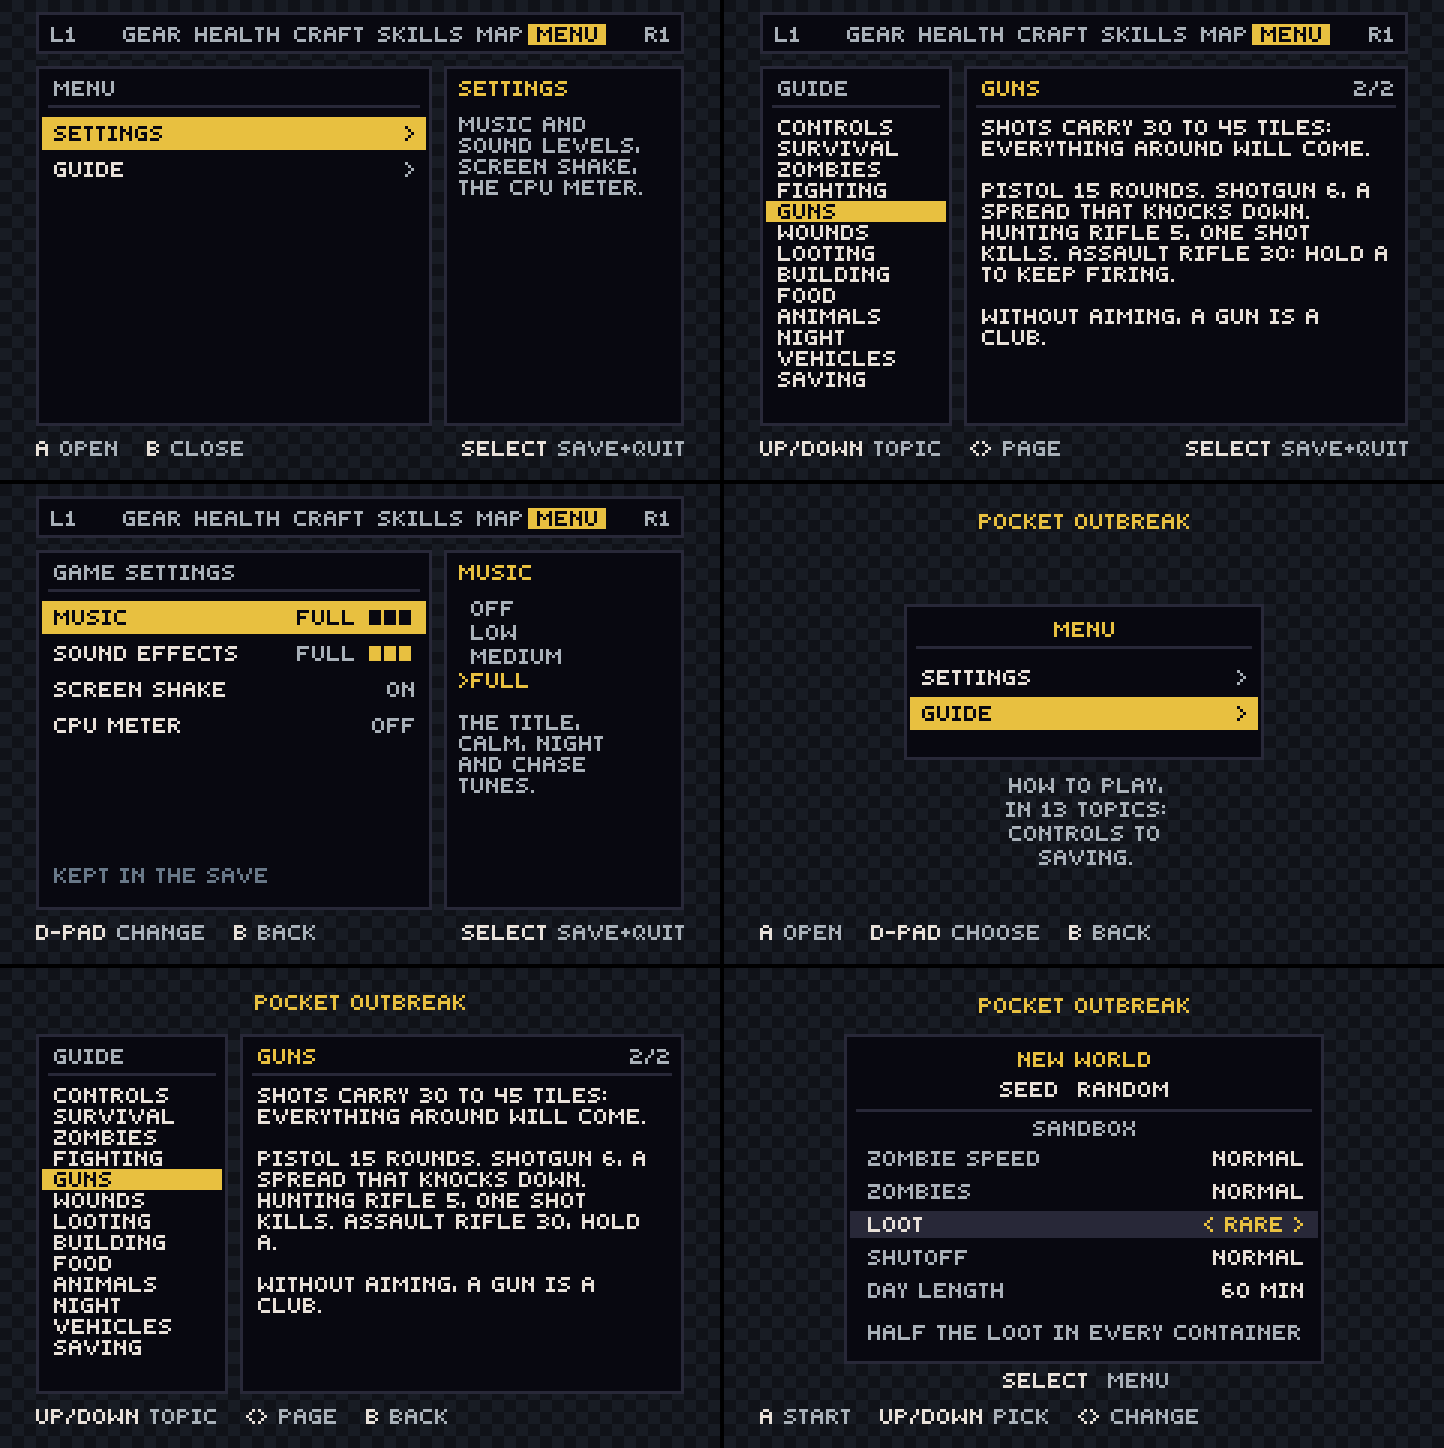 L1 GEAR HEALTH CRAFT SKILLS MAP MENU R1
MENU
SETTINGS >
GUIDE >
SETTINGS
MUSIC AND
SOUND LEVELS,
SCREEN SHAKE,
THE CPU METER.
A OPEN B CLOSE SELECT SAVE+QUIT
L1 GEAR HEALTH CRAFT SKILLS MAP MENU R1
GUIDE
CONTROLS
SURVIVAL
ZOMBIES
FIGHTING
GUNS
WOUNDS
LOOTING
BUILDING
FOOD
ANIMALS
NIGHT
VEHICLES
SAVING
GUNS 2/2
SHOTS CARRY 30 TO 45 TILES:
EVERYTHING AROUND WILL COME.
PISTOL 15 ROUNDS. SHOTGUN 6, A
SPREAD THAT KNOCKS DOWN.
HUNTING RIFLE 5, ONE SHOT
KILLS. ASSAULT RIFLE 30: HOLD A
TO KEEP FIRING.
WITHOUT AIMING, A GUN IS A
CLUB.
UP/DOWN TOPIC <> PAGE SELECT SAVE+QUIT
L1 GEAR HEALTH CRAFT SKILLS MAP MENU R1
GAME SETTINGS
MUSIC FULL
SOUND EFFECTS FULL
SCREEN SHAKE ON
CPU METER OFF
KEPT IN THE SAVE
MUSIC
OFF
LOW
MEDIUM
>FULL
THE TITLE,
CALM, NIGHT
AND CHASE
TUNES.
D-PAD CHANGE B BACK SELECT SAVE+QUIT
POCKET OUTBREAK
MENU
SETTINGS >
GUIDE >
HOW TO PLAY,
IN 13 TOPICS:
CONTROLS TO
SAVING.
A OPEN D-PAD CHOOSE B BACK
POCKET OUTBREAK
GUIDE
CONTROLS
SURVIVAL
ZOMBIES
FIGHTING
GUNS
WOUNDS
LOOTING
BUILDING
FOOD
ANIMALS
NIGHT
VEHICLES
SAVING
GUNS 2/2
SHOTS CARRY 30 TO 45 TILES:
EVERYTHING AROUND WILL COME.
PISTOL 15 ROUNDS. SHOTGUN 6, A
SPREAD THAT KNOCKS DOWN.
HUNTING RIFLE 5, ONE SHOT
KILLS. ASSAULT RIFLE 30, HOLD
A.
WITHOUT AIMING, A GUN IS A
CLUB.
UP/DOWN TOPIC <> PAGE B BACK
POCKET OUTBREAK
NEW WORLD
SEED RANDOM
SANDBOX
ZOMBIE SPEED NORMAL
ZOMBIES NORMAL
LOOT < RARE >
SHUTOFF NORMAL
DAY LENGTH 60 MIN
HALF THE LOOT IN EVERY CONTAINER
SELECT MENU
A START UP/DOWN PICK <> CHANGE